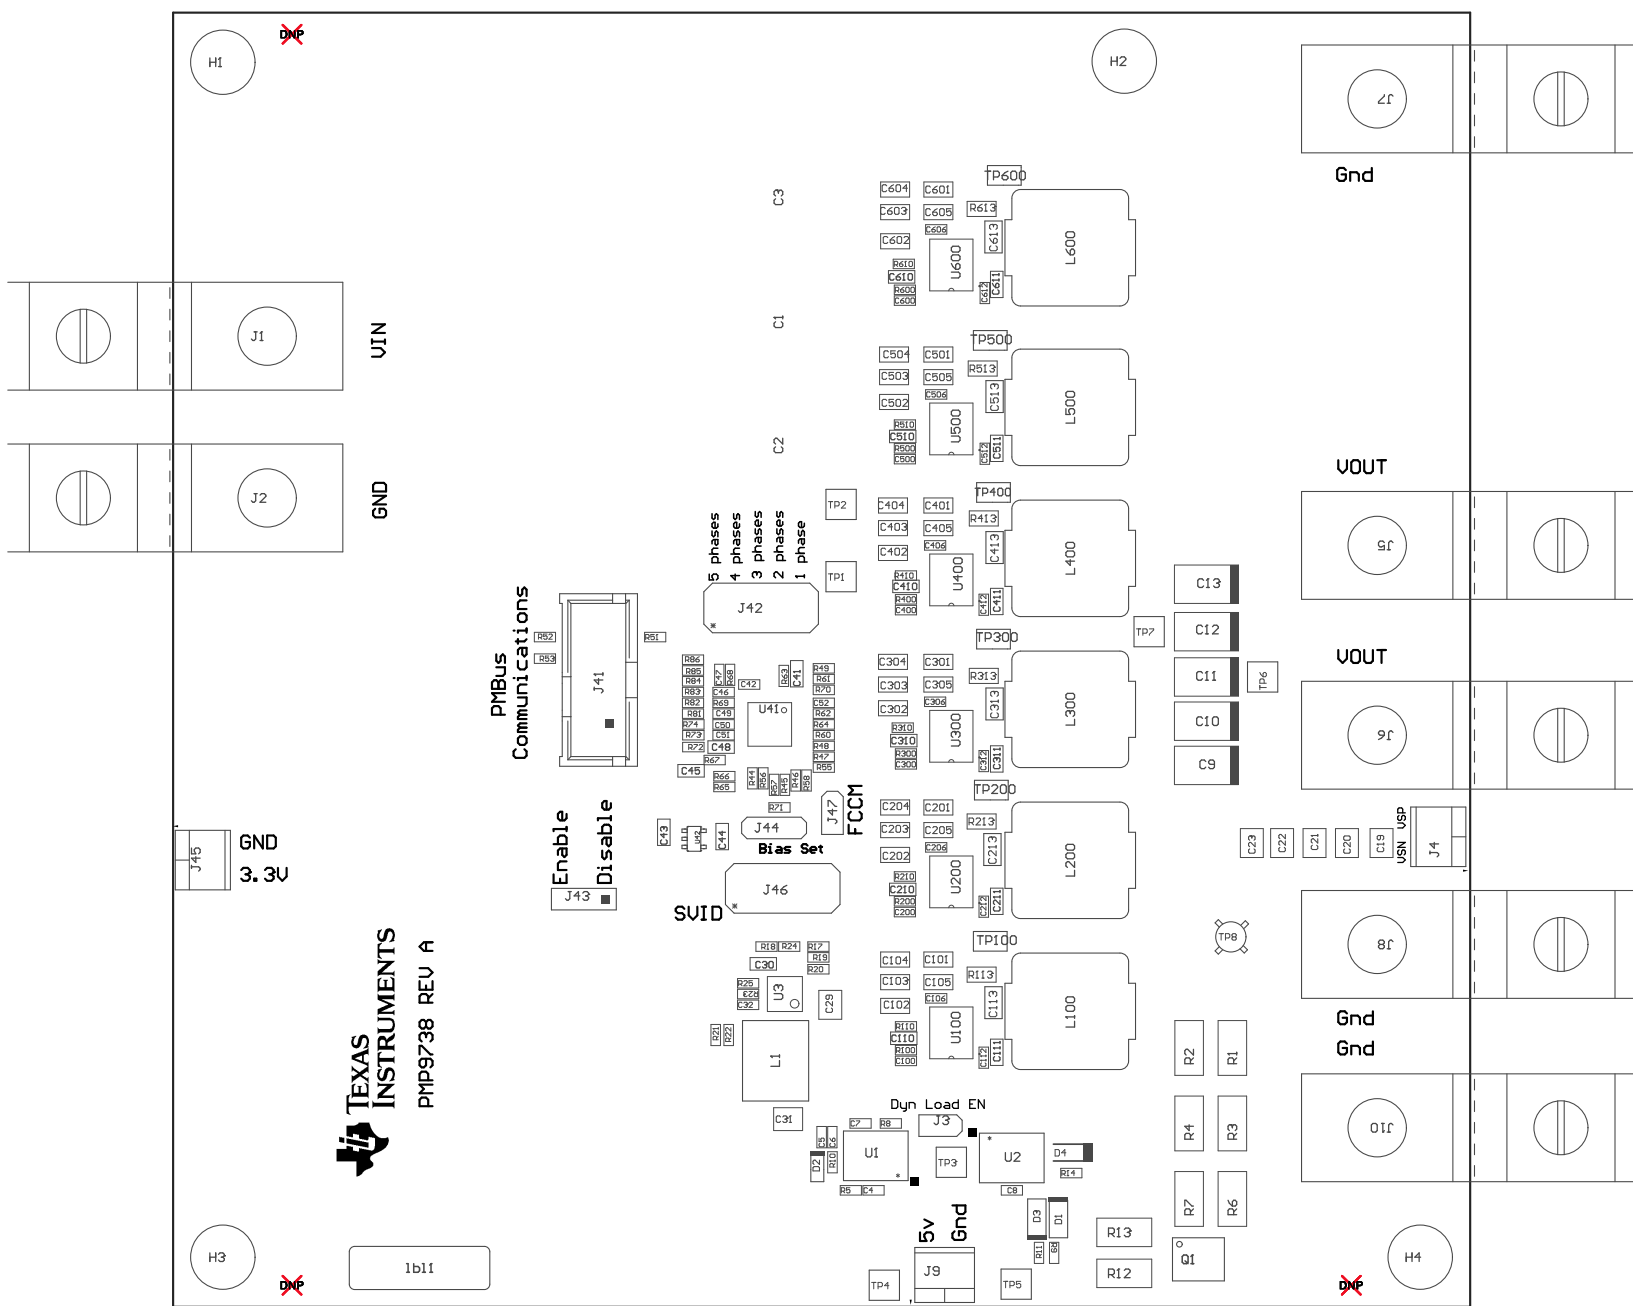 DNP
H1
H2
J7
Gnd
TP600
C604
C601
C603
C605
R613
C3
C606
C613
C602
U600
L600
R610
C610
C611
R600
C612
C600
J1
VIN
C1
TP500
C504
C501
C503
C505
R513
C506
C513
C502
U500
L500
R510
C510
C511
R500
C512
C500
C2
J2
GND
VOUT
TP2
TP400
C404
C401
C403
C405
R413
C406
C413
C402
U400
L400
R410
C410
C411
R400
C412
C400
J5
5 phases
4 phases
3 phases
2 phases
1 phase
TP1
J42
*
C13
C12
C11
C10
C9
TP7
TP6
VOUT
J6
PMBus
Communications
R52
R53
J41
R51
R86
R85
R84
R83
R82
R81
R74
R73
R72
C45
C47
R68
C46
R69
C49
C50
C51
C48
R67
R66
R65
C42
R63
C41
U41
R49
R61
R70
C52
R62
R64
R60
R48
R47
R55
R44
R56
R57
R45
R46
R58
R71
TP300
C304
C301
C303
C305
R313
C306
C313
C302
U300
L300
R310
C310
C311
R300
C312
C300
J47
FCCM
Enable
Disable
J43
C43
U42
C44
J44
Bias Set
J46
*
SVID
TP200
C204
C201
C203
C205
R213
C206
C213
C202
U200
L200
R210
C210
C211
R200
C212
C200
C23
C22
C21
C20
C19
VSN
VSP
J4
J45
GND
3.3V
TP8
J8
Gnd
Gnd
J10
TEXAS
INSTRUMENTS
PMP9738 REV A
R18
R24
R17
R19
R20
C30
R25
R23
C32
U3
C29
R21
R22
L1
C31
TP100
C104
C101
C103
C105
R113
C106
C113
C102
U100
L100
R110
C110
C111
R100
C112
C100
R2
R1
R4
R3
R7
R6
Dyn Load EN
J3
C7
R8
C5
C6
U1
*
D2
R10
R5
C4
TP3
*
U2
D4
R14
C8
D3
D1
R11
R9
5v
Gnd
R13
R12
Q1
H3
lbl1
DNP
TP4
J9
TP5
DNP
H4